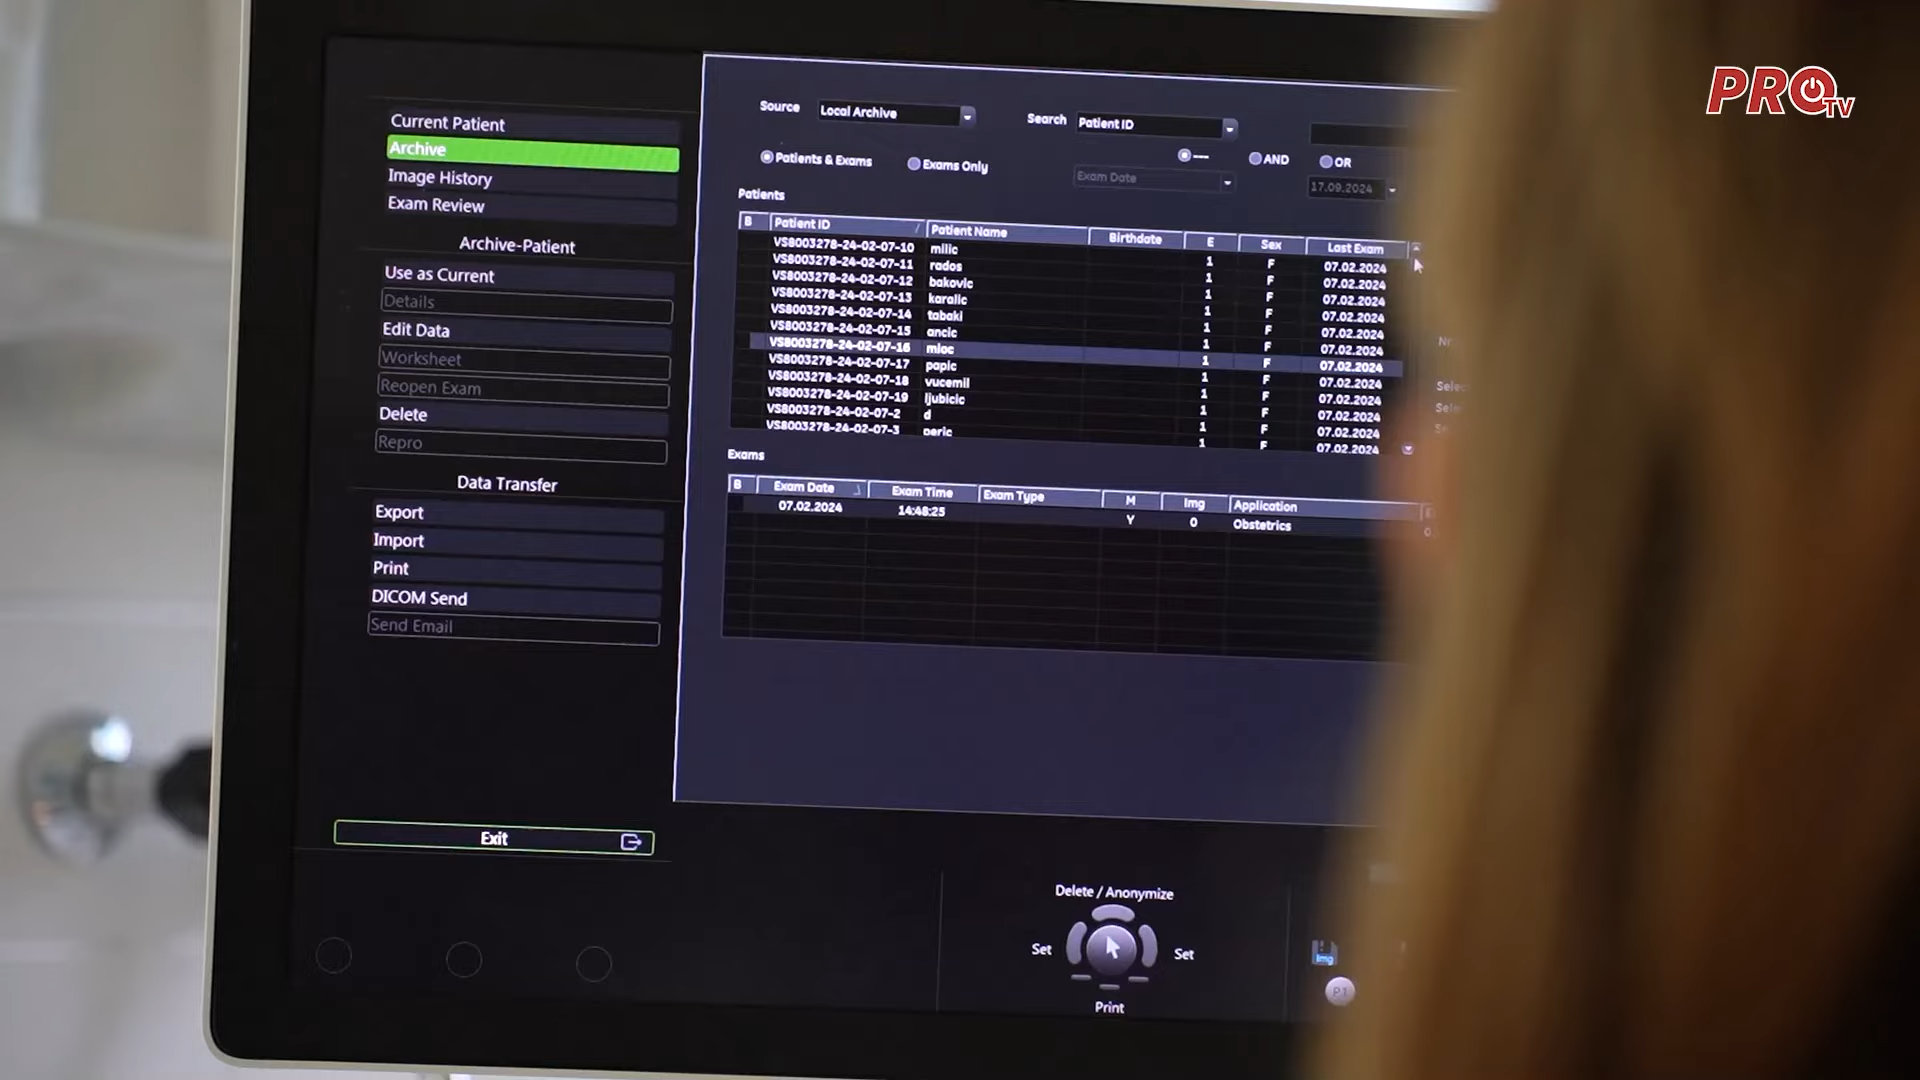 PRO TV
Current Patient
Archive
Image History
Exam Review
Archive-Patient
Use as Current
Details
Edit Data
Worksheet
Reopen Exam
Delete
Repro
Data Transfer
Export
Import
Print
DICOM Send
Send Email
Exit
Source Local Archive Search Patient ID
Patients & Exams Exams Only AND OR
Exam Date 17.09.2024
Patients
B Patient ID Patient Name Birthdate E Sex Last Exam
VS8003278-24-02-07-10 milic 1 F 07.02.2024
VS8003278-24-02-07-11 rados 1 F 07.02.2024
VS8003278-24-02-07-12 bakovic 1 F 07.02.2024
VS8003278-24-02-07-13 karalic 1 F 07.02.2024
VS8003278-24-02-07-14 tabaki 1 F 07.02.2024
VS8003278-24-02-07-15 ancic 1 F 07.02.2024
VS8003278-24-02-07-16 mioc 1 F 07.02.2024
VS8003278-24-02-07-17 papic 1 F 07.02.2024
VS8003278-24-02-07-18 vucemil 1 F 07.02.2024
VS8003278-24-02-07-19 ljubicic 1 F 07.02.2024
VS8003278-24-02-07-2 d 1 F 07.02.2024
VS8003278-24-02-07-3 peric 1 F 07.02.2024
Exams
B Exam Date Exam Time Exam Type M Img Application
07.02.2024 14:48:25 Y 0 Obstetrics
Delete / Anonymize
Set Set
Print
Img
P1